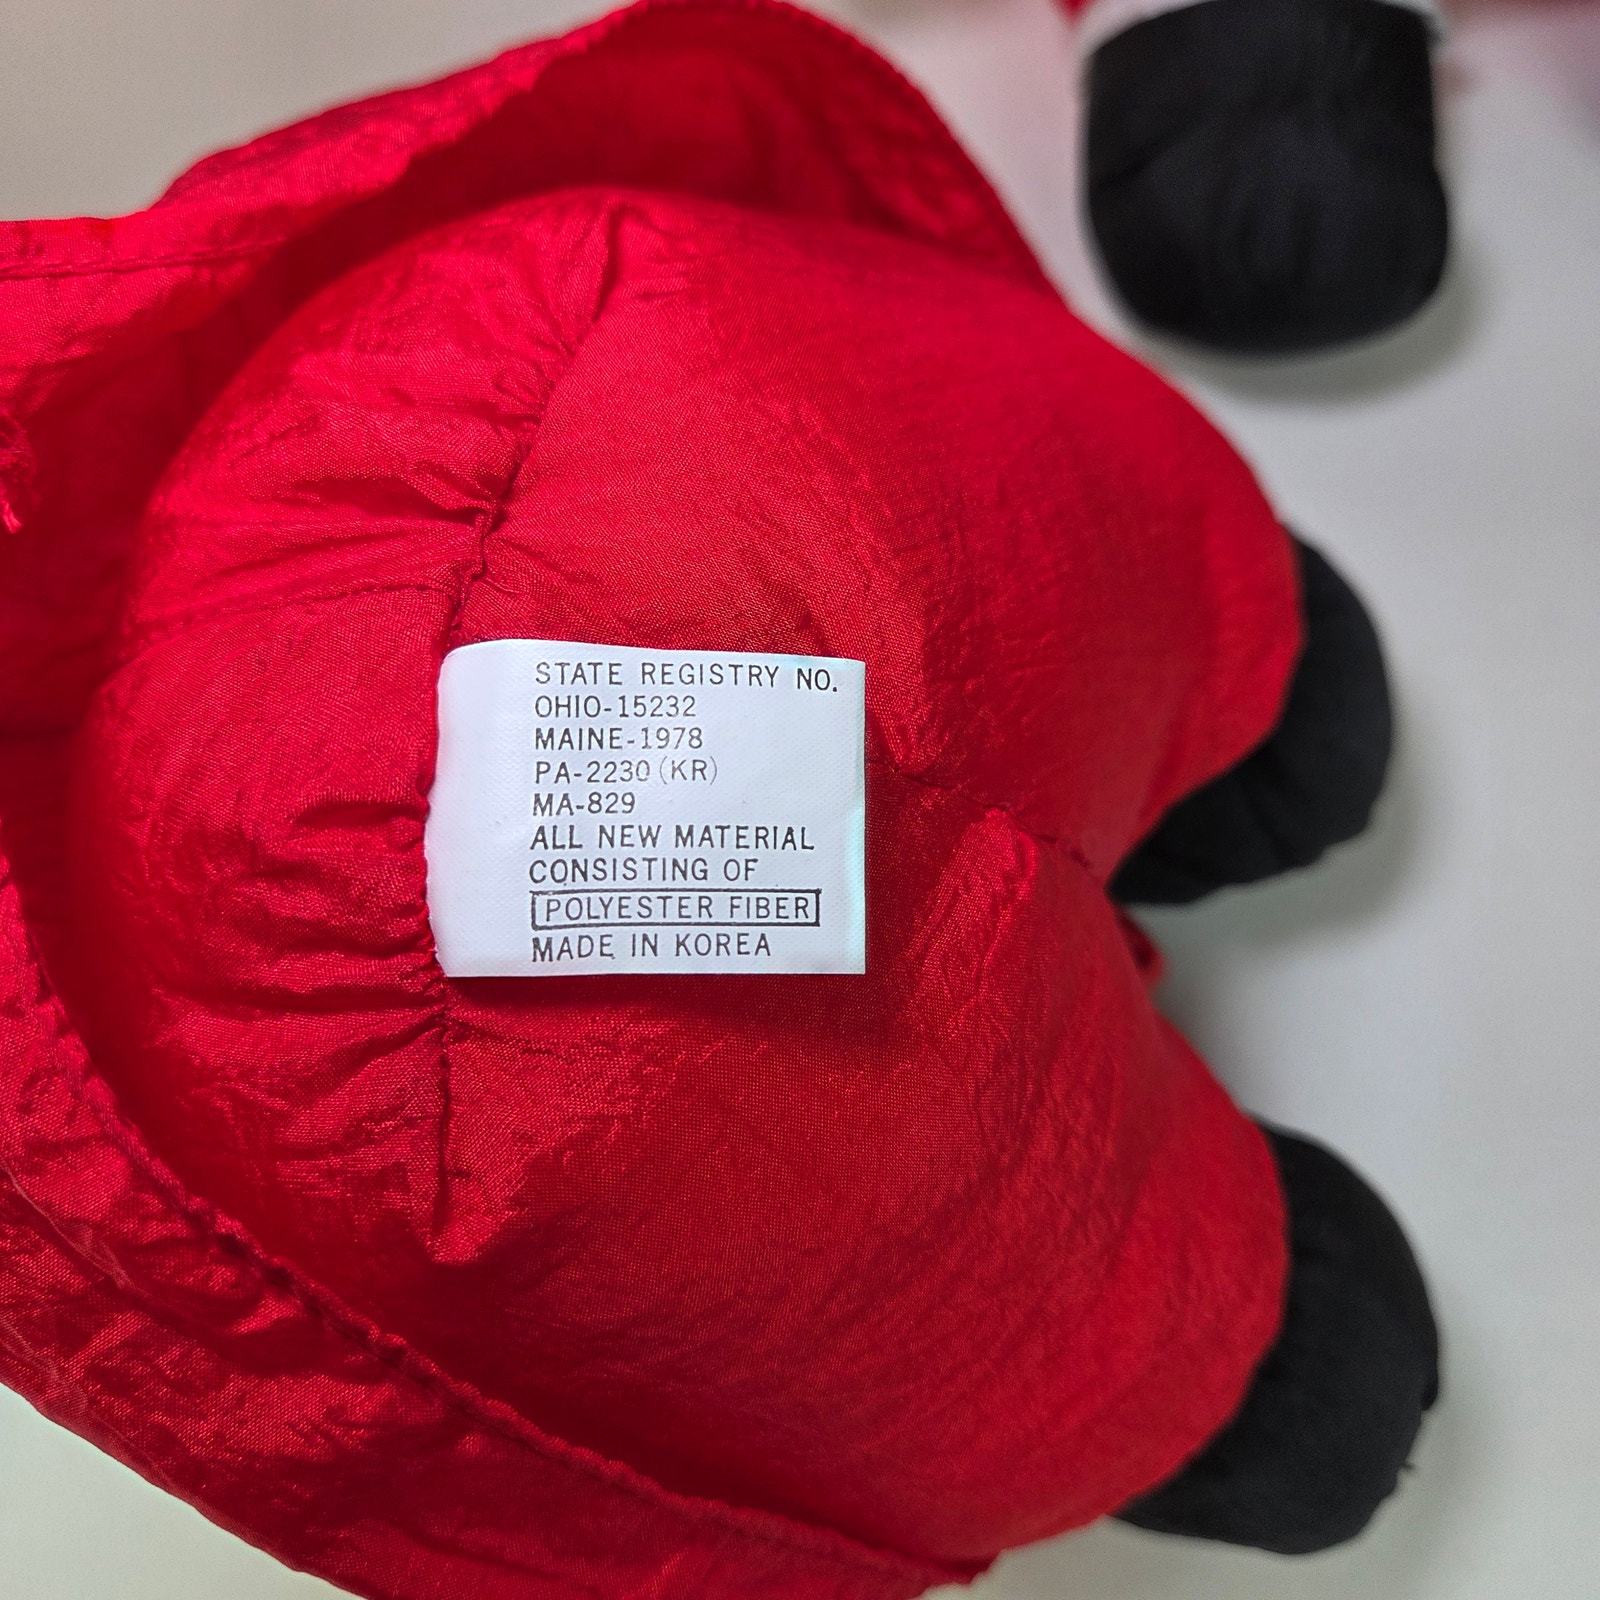 STATE REGISTRY NO.
OHIO-15232
MAINE-1978
PA-2230(KR)
MA-829
ALL NEW MATERIAL
CONSISTING OF
POLYESTER FIBER
MADE IN KOREA